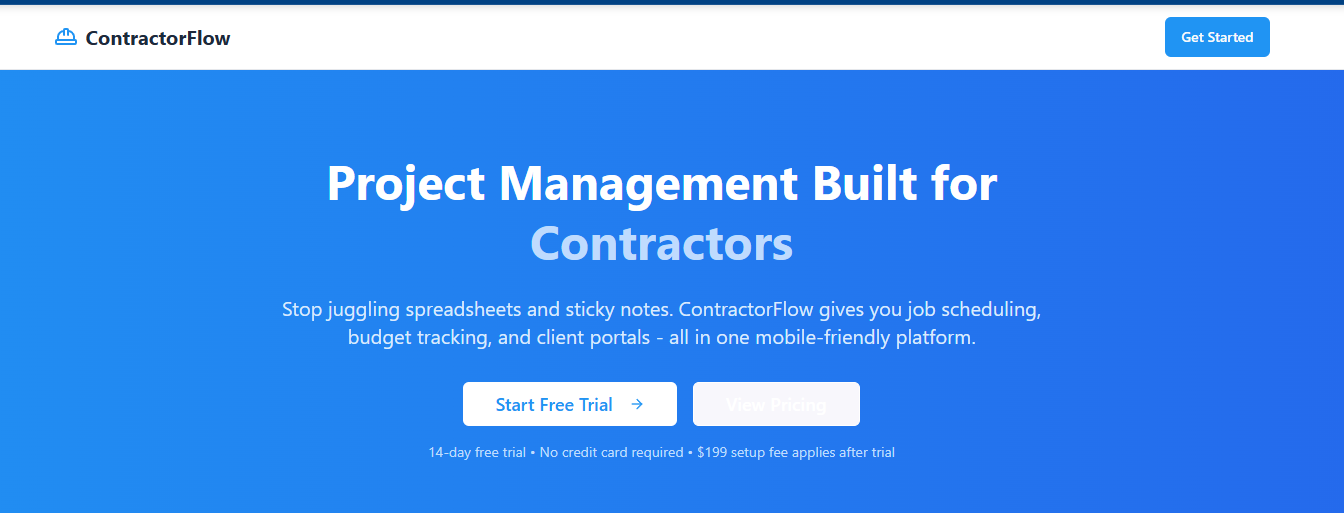 ContractorFlow
Get Started
Project Management Built for
Contractors
Stop juggling spreadsheets and sticky notes. ContractorFlow gives you job scheduling,
budget tracking, and client portals - all in one mobile-friendly platform.
Start Free Trial →
View Pricing
14-day free trial • No credit card required • $199 setup fee applies after trial